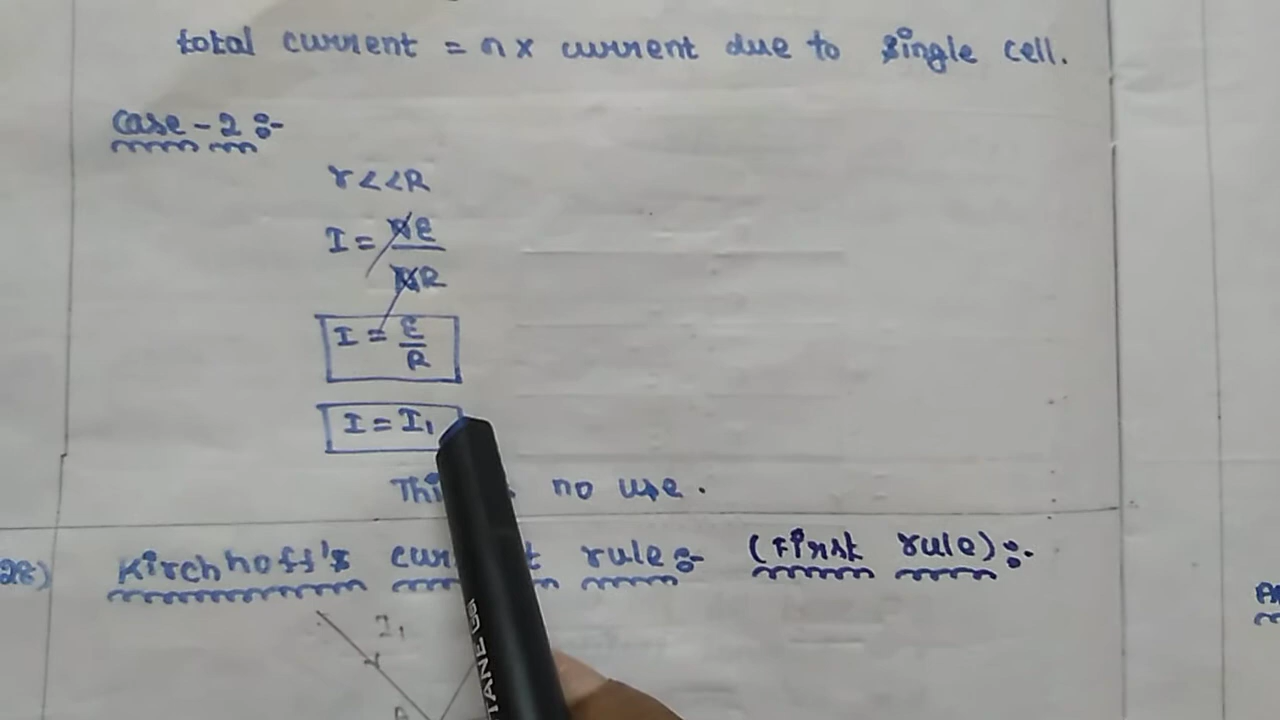 total current = n x current due to single cell.
Case - 2 :-
r << R
I = nE
nR
I = E
R
I = I₁
no use.
28) Kirchhoff's rule :- (First rule) :-
I₁